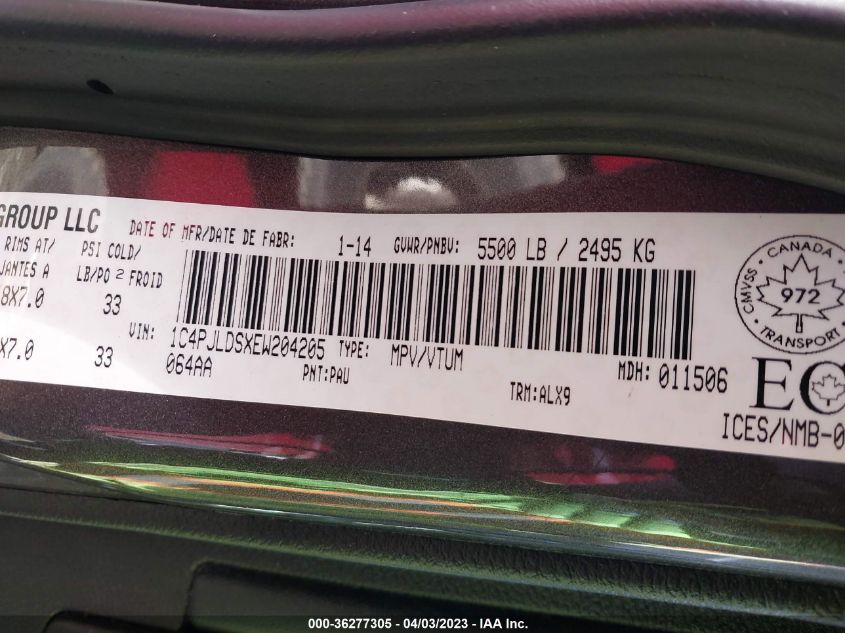 GROUP LLC
DATE OF MFR/DATE DE FABR: 1-14 GVWR/PNBV: 5500 LB / 2495 KG
RIMS AT/ PSI COLD/
JANTES A LB/PO 2 FROID
8X7.0 33
X7.0 33
VIN: 1C4PJLDSXEW204205 TYPE: MPV/VTUM MDH: 011506
064AA PNT:PAU TRM:ALX9
CMVSS CANADA
972
TRANSPORT
EC
ICES/NMB-0
000-36277305 - 04/03/2023 - IAA Inc.